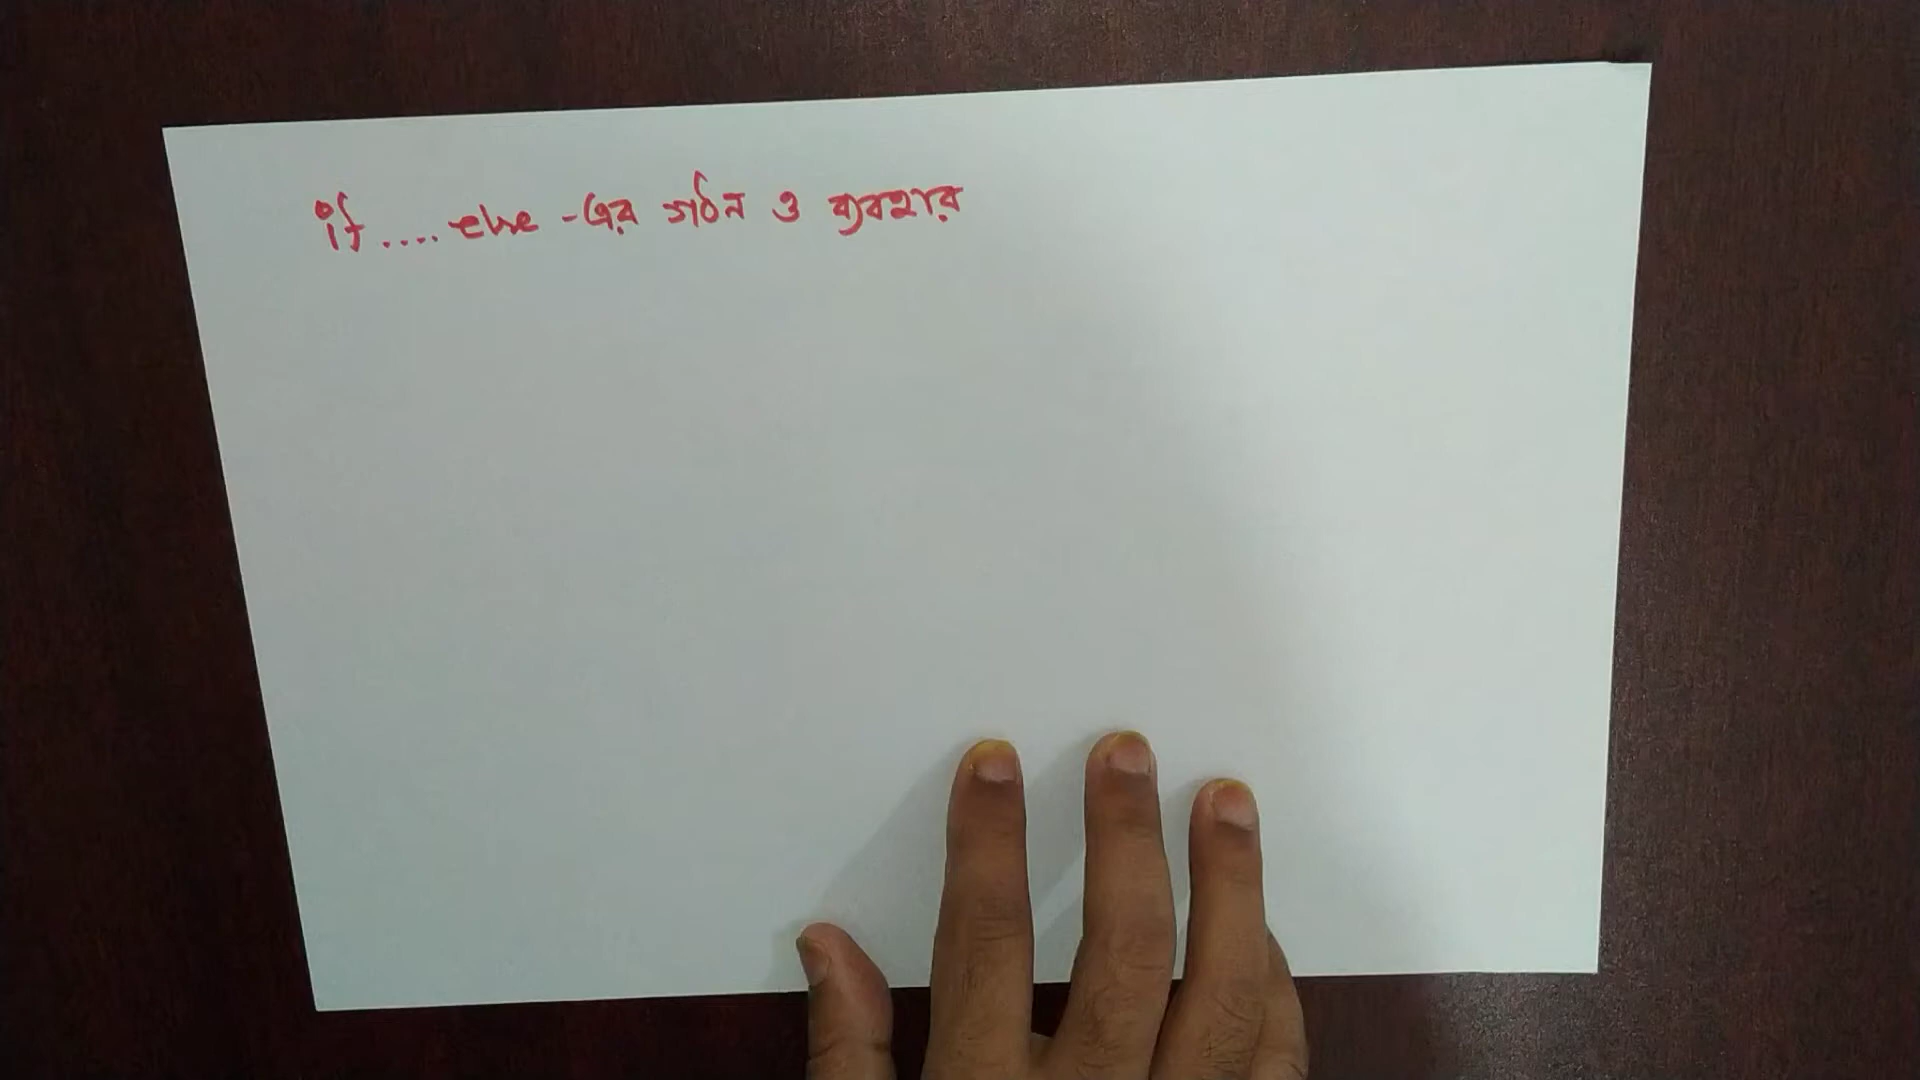 if .... else -এর গঠন ও ব্যবহার